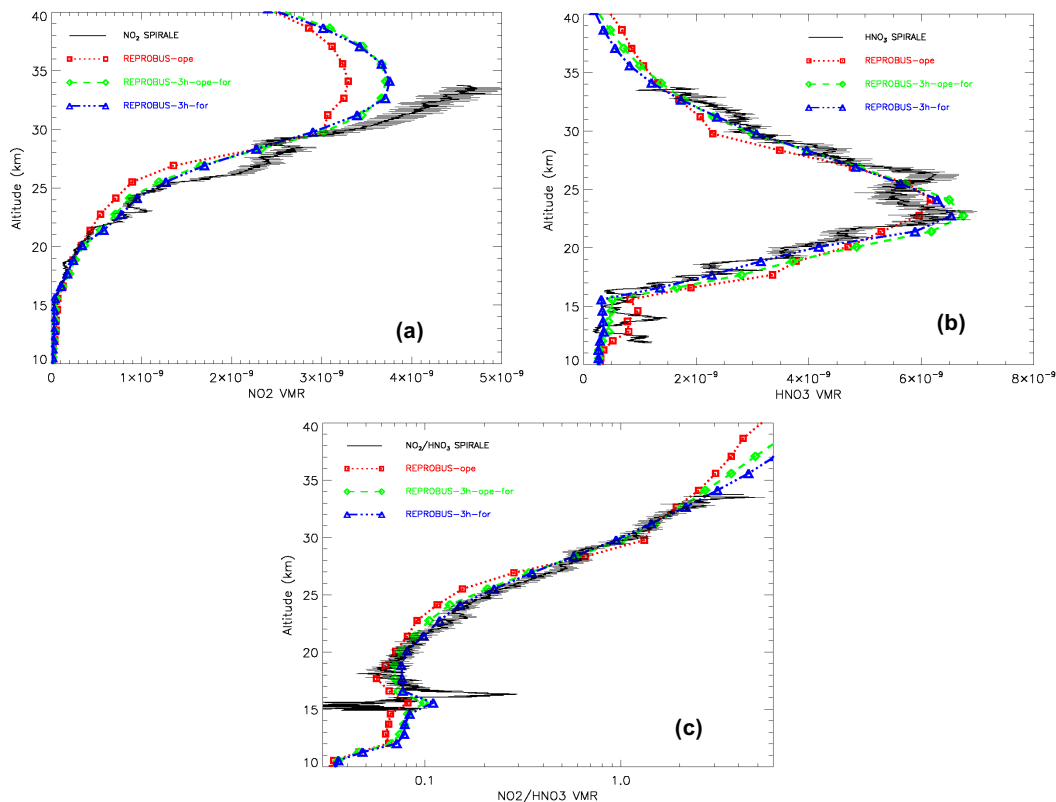 40
35
30
25
20
15
10
Altitude (km)
NO₂ SPIRALE
REPROBUS-ope
REPROBUS-3h-ope-for
REPROBUS-3h-for
(a)
0 1×10⁻⁹ 2×10⁻⁹ 3×10⁻⁹ 4×10⁻⁹ 5×10⁻⁹
NO2 VMR
40
35
30
25
20
15
10
Altitude (km)
HNO₃ SPIRALE
REPROBUS-ope
REPROBUS-3h-ope-for
REPROBUS-3h-for
(b)
0 2×10⁻⁹ 4×10⁻⁹ 6×10⁻⁹ 8×10⁻⁹
HNO3 VMR
40
35
30
25
20
15
10
Altitude (km)
NO₂/HNO₃ SPIRALE
REPROBUS-ope
REPROBUS-3h-ope-for
REPROBUS-3h-for
(c)
0.1 1.0
NO2/HNO3 VMR